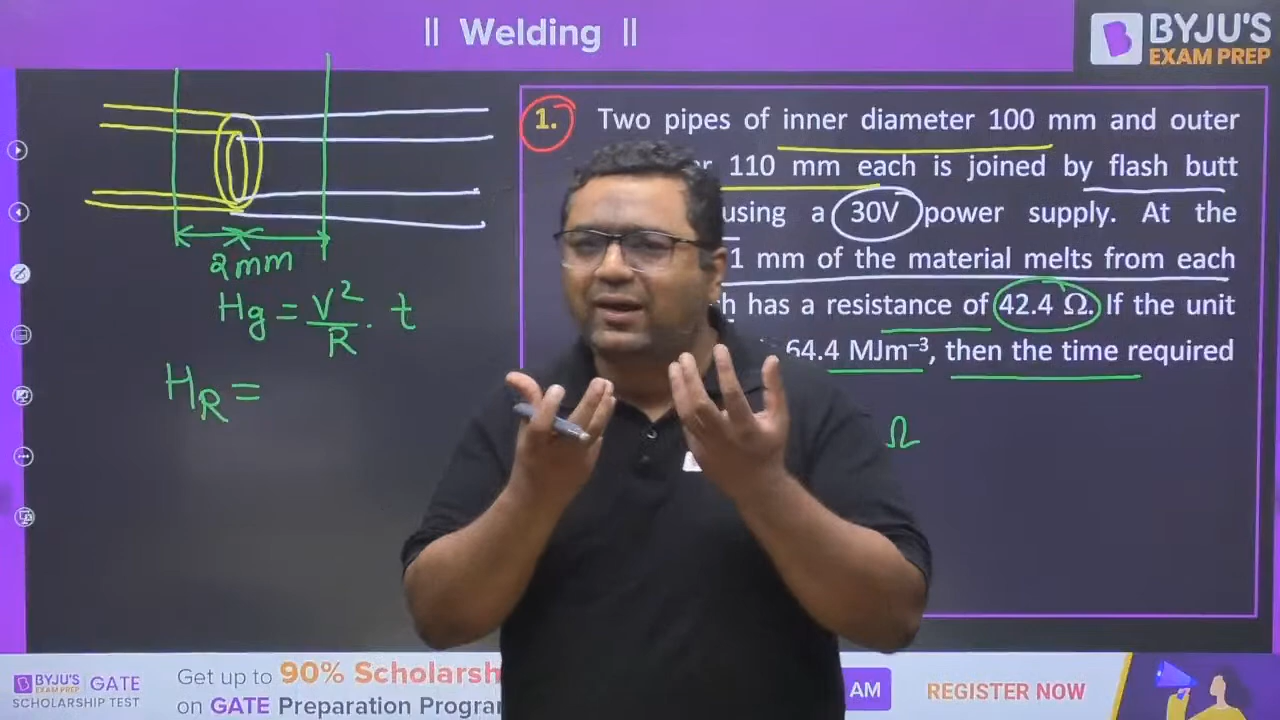 || Welding ||
BYJU'S
EXAM PREP
1. Two pipes of inner diameter 100 mm and outer
110 mm each is joined by flash butt
using a 30V power supply. At the
1 mm of the material melts from each
has a resistance of 42.4 Ω. If the unit
64.4 MJm⁻³, then the time required
Ω
2mm
Hg = V²/R . t
H_R =
BYJU'S
EXAM PREP
GATE
SCHOLARSHIP TEST
Get up to 90% Scholarsh
on GATE Preparation Progra
AM
REGISTER NOW